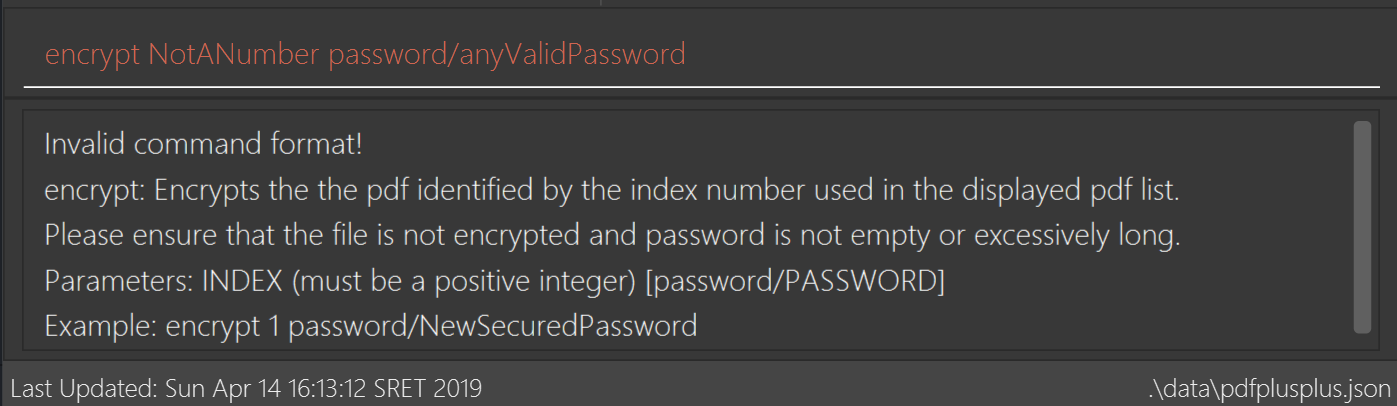 encrypt NotANumber password/anyValidPassword
Invalid command format!
encrypt: Encrypts the the pdf identified by the index number used in the displayed pdf list.
Please ensure that the file is not encrypted and password is not empty or excessively long.
Parameters: INDEX (must be a positive integer) [password/PASSWORD]
Example: encrypt 1 password/NewSecuredPassword
Last Updated: Sun Apr 14 16:13:12 SRET 2019
.\data\pdfplusplus.json